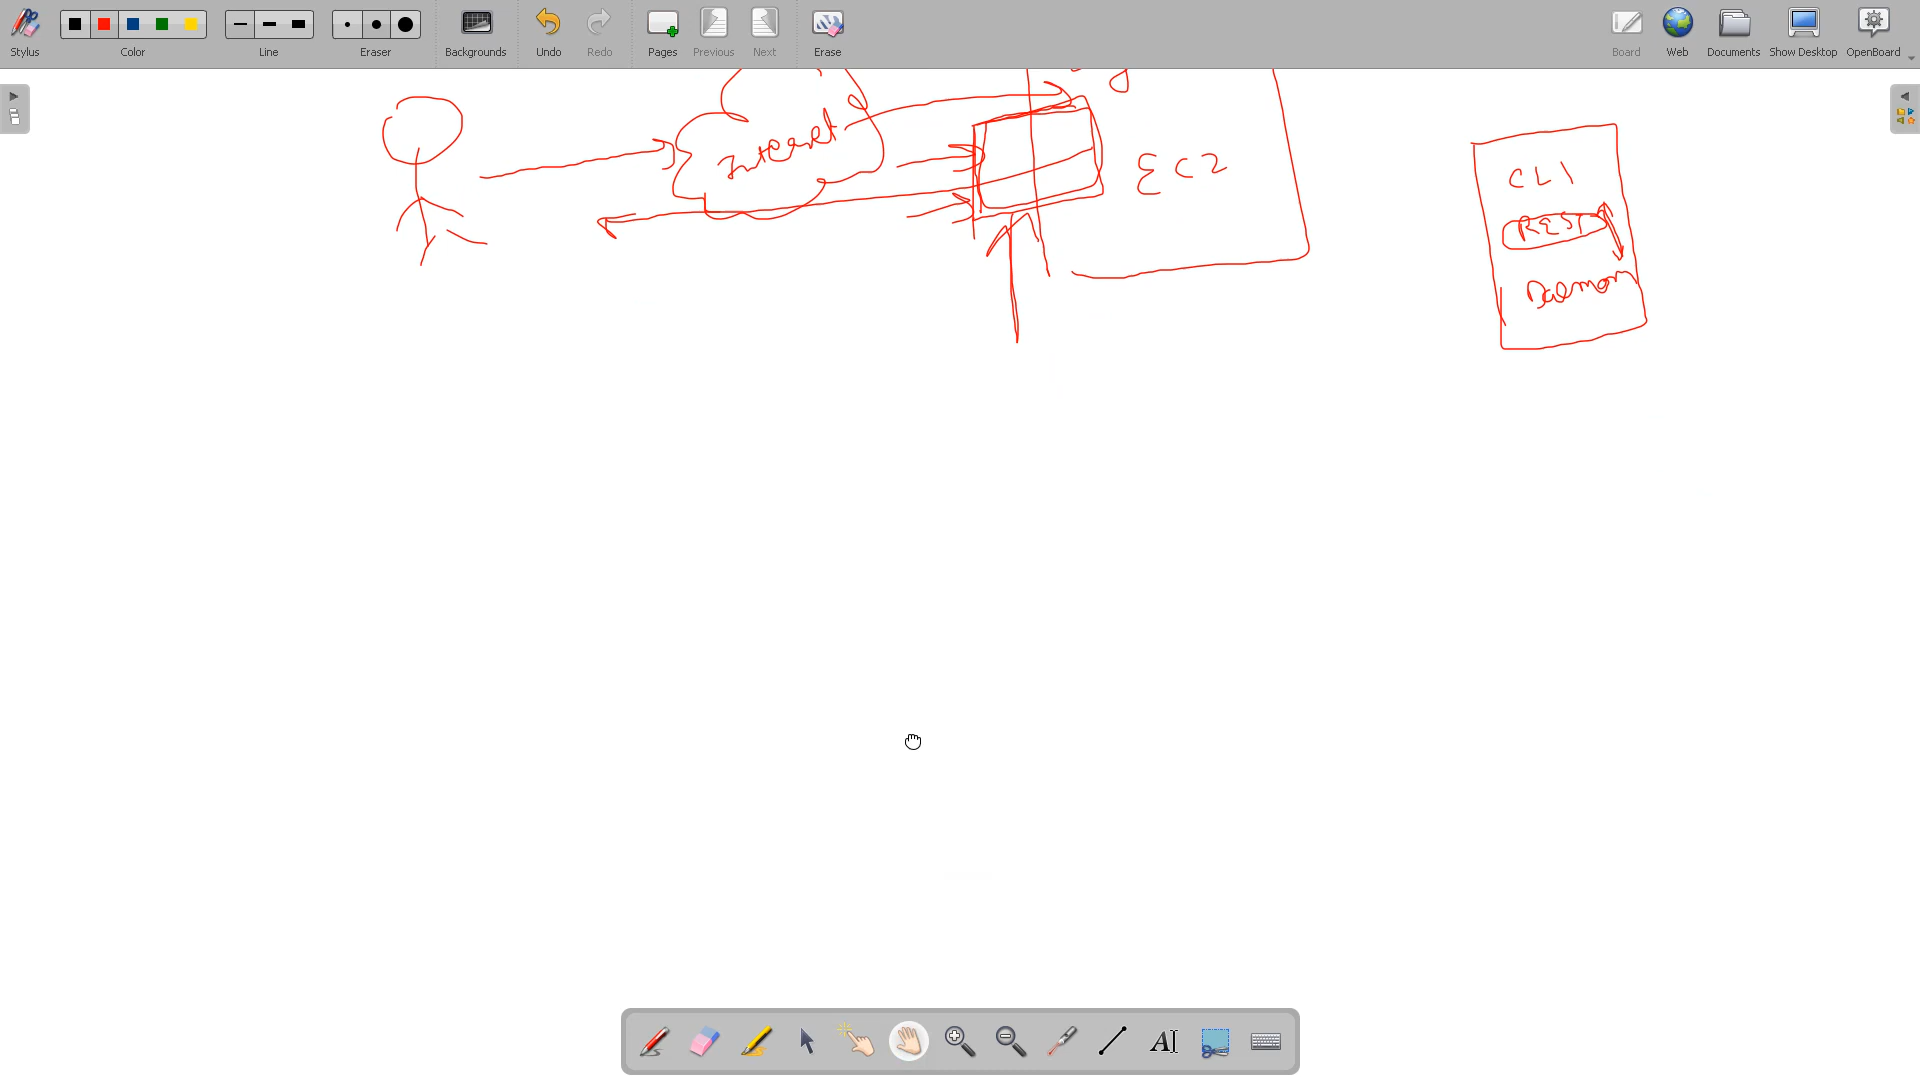 Stylus
Color
Line
Eraser
Backgrounds
Undo
Redo
Pages
Previous
Next
Erase
Board
Web
Documents
Show Desktop
OpenBoard
Internet
EC2
CLI
REST
Daemon
AI